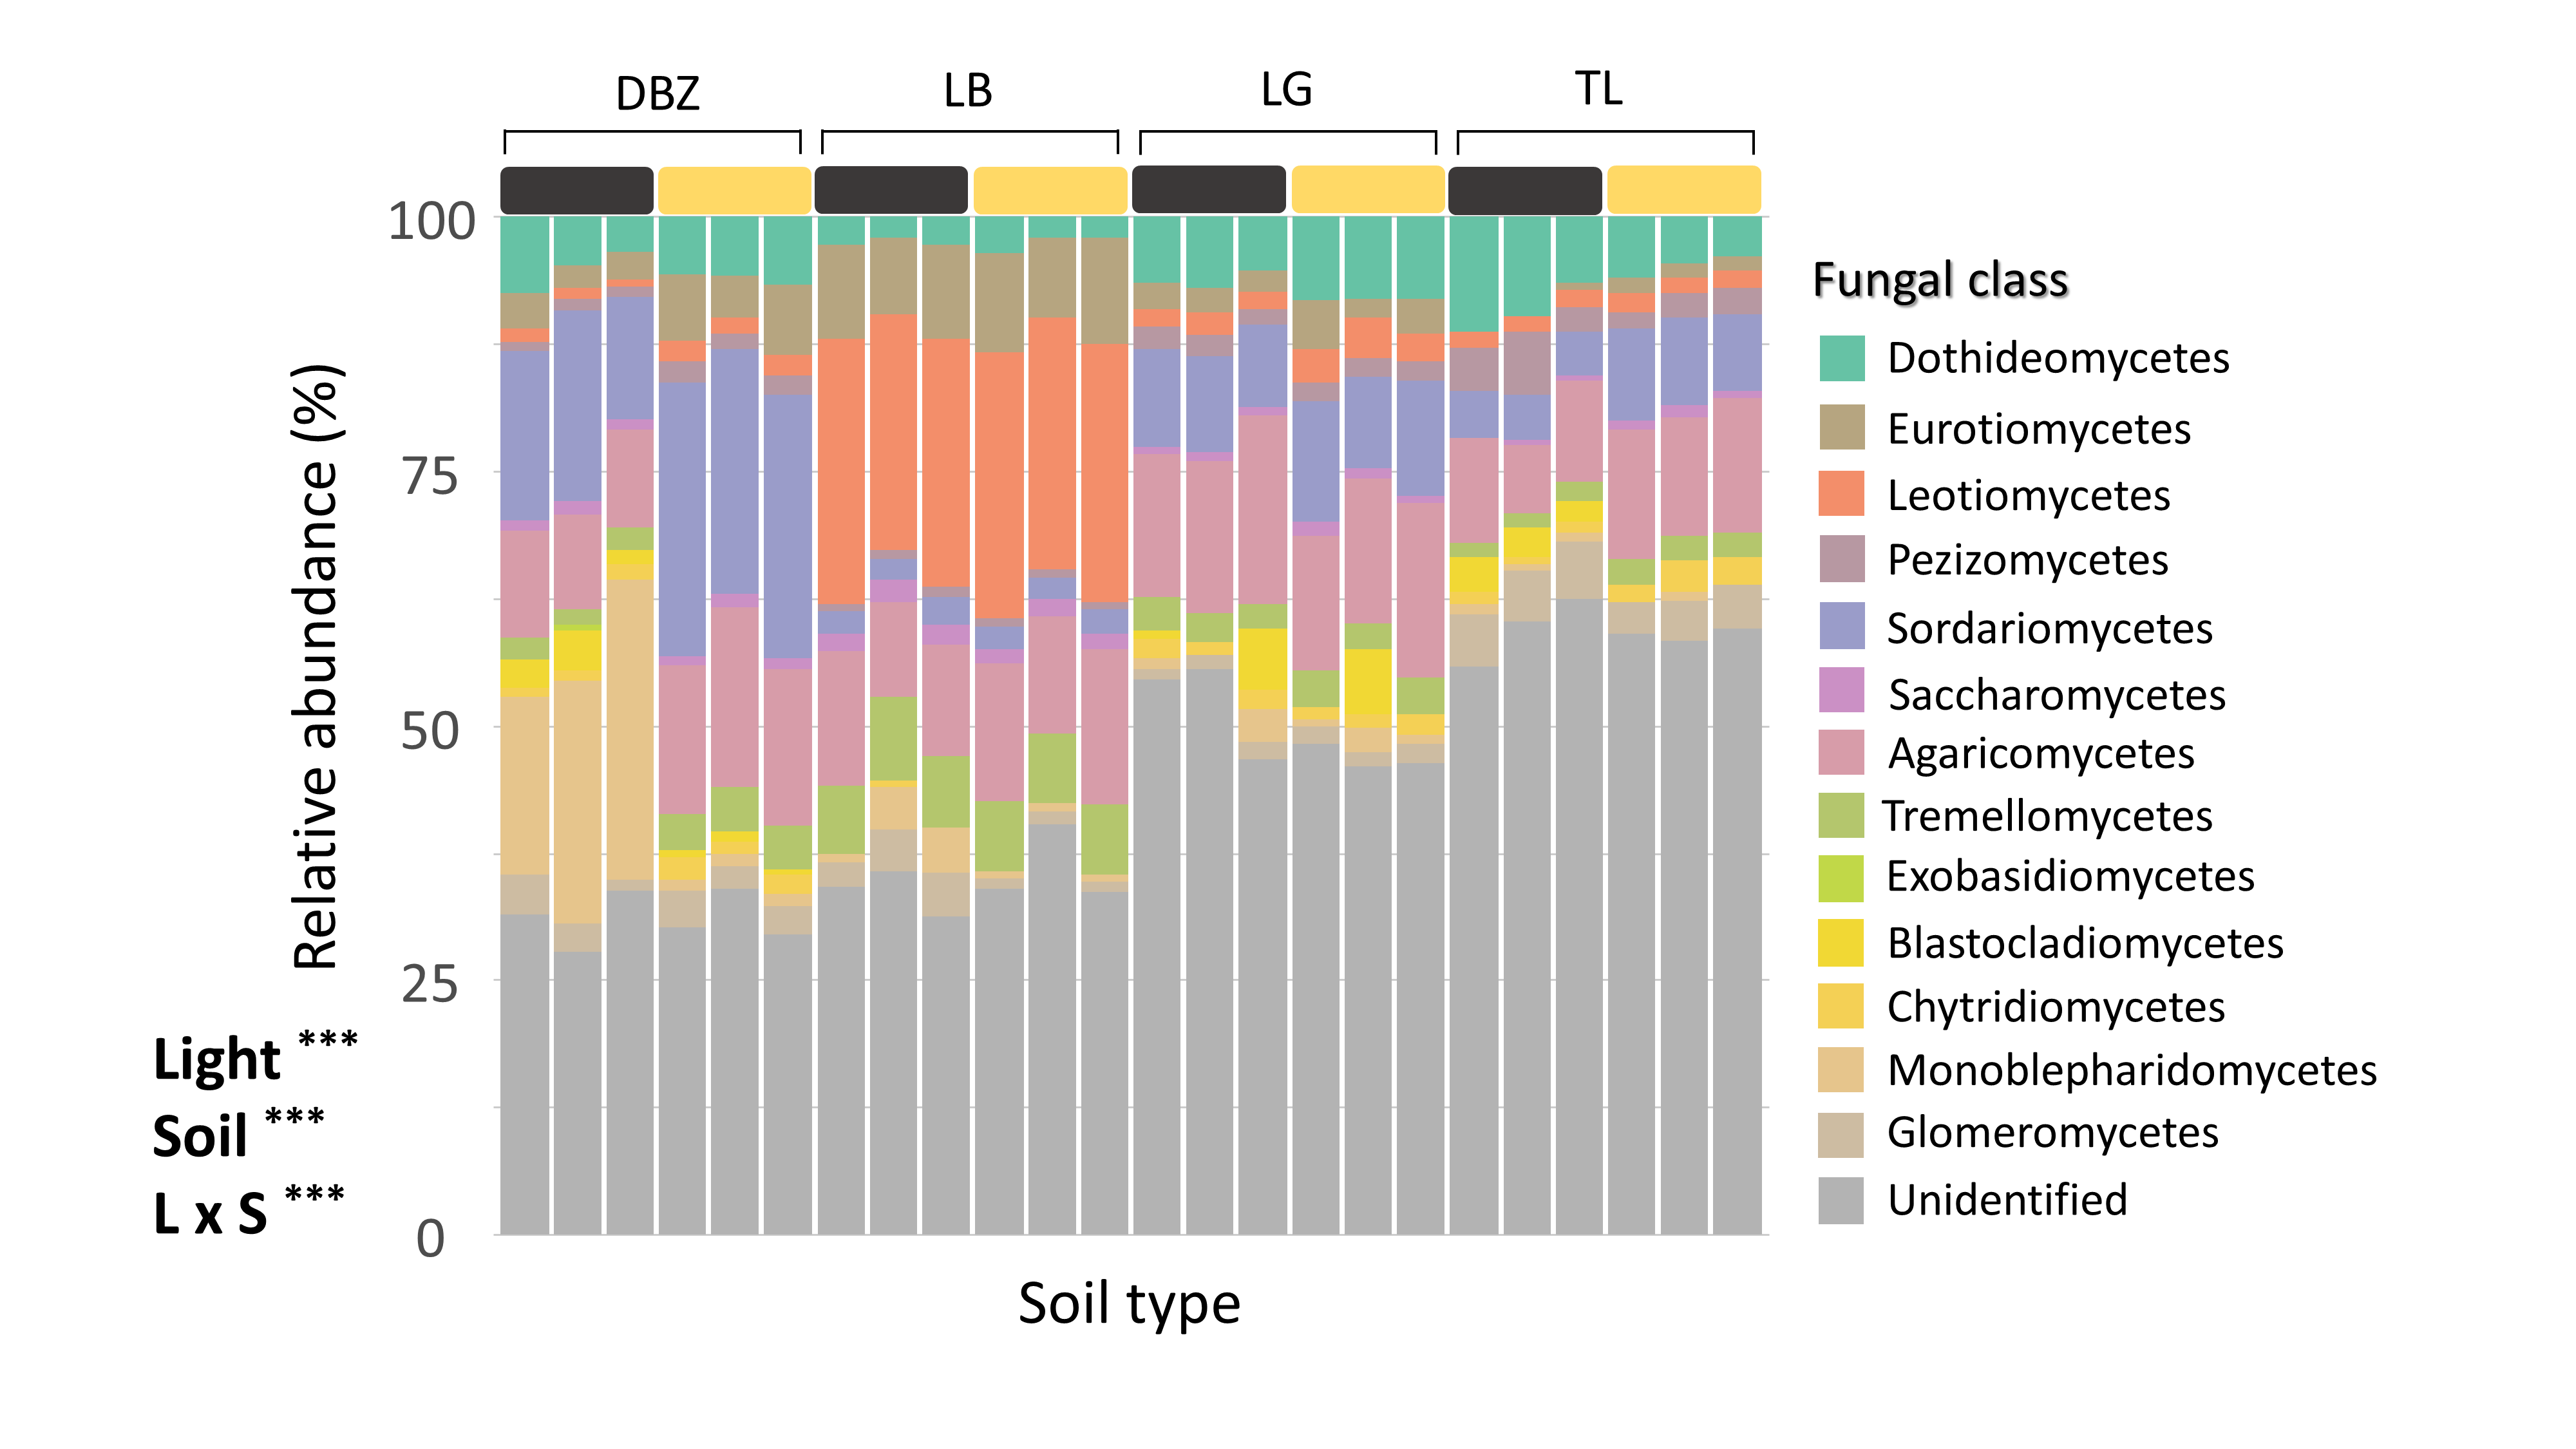 DBZ LB LG TL
100
75
50
25
0
Relative abundance (%)
Light ***
Soil ***
L x S ***
Soil type
Fungal class
Dothideomycetes
Eurotiomycetes
Leotiomycetes
Pezizomycetes
Sordariomycetes
Saccharomycetes
Agaricomycetes
Tremellomycetes
Exobasidiomycetes
Blastocladiomycetes
Chytridiomycetes
Monoblepharidomycetes
Glomeromycetes
Unidentified